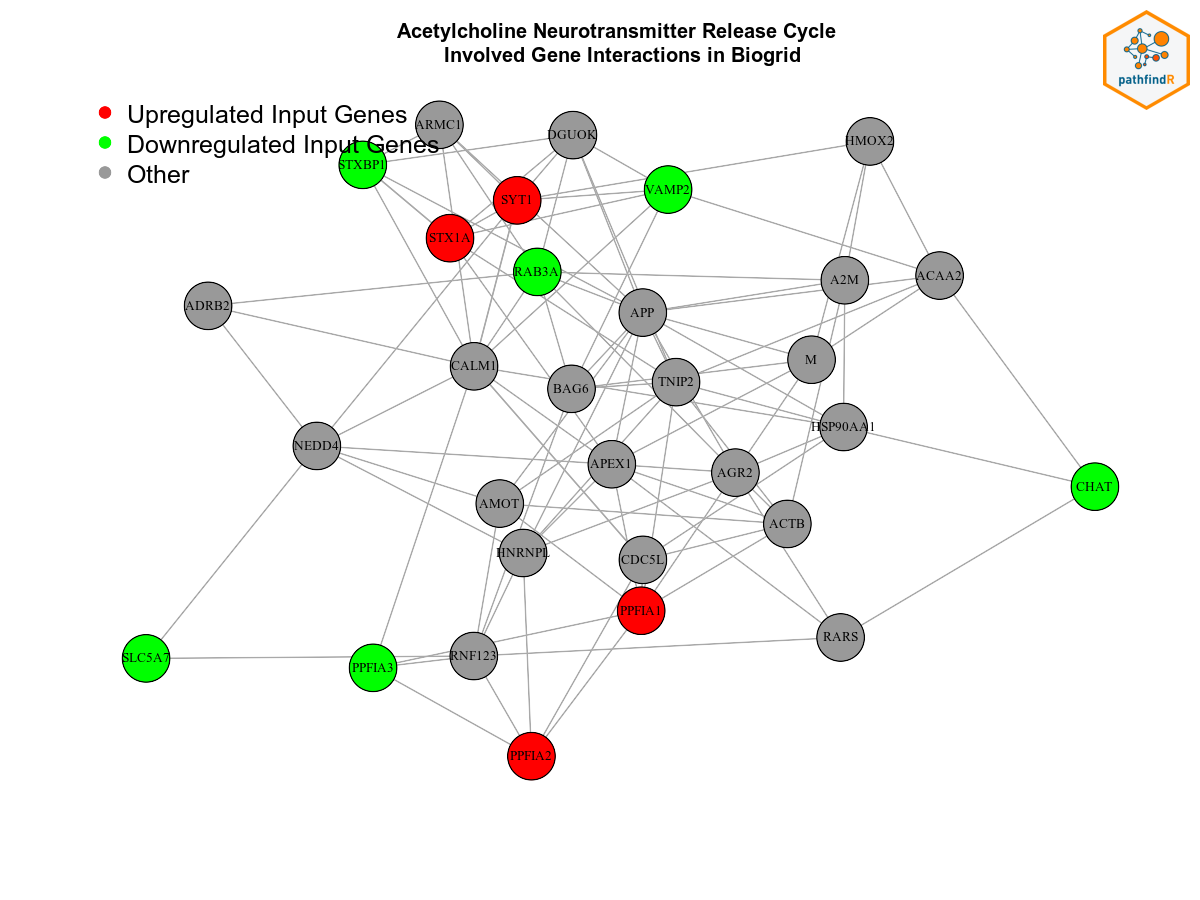 Acetylcholine Neurotransmitter Release Cycle
Involved Gene Interactions in Biogrid
pathfindR
Upregulated Input Genes
Downregulated Input Genes
Other
ARMC1
DGUOK
HMOX2
STXBP1
VAMP2
SYT1
STX1A
RAB3A
A2M
ACAA2
ADRB2
APP
M
CALM1
BAG6
TNIP2
HSP90AA1
NEDD4
APEX1
AGR2
CHAT
AMOT
ACTB
HNRNPL
CDC5L
PPFIA1
RARS
SLC5A7
PPFIA3
RNF123
PPFIA2